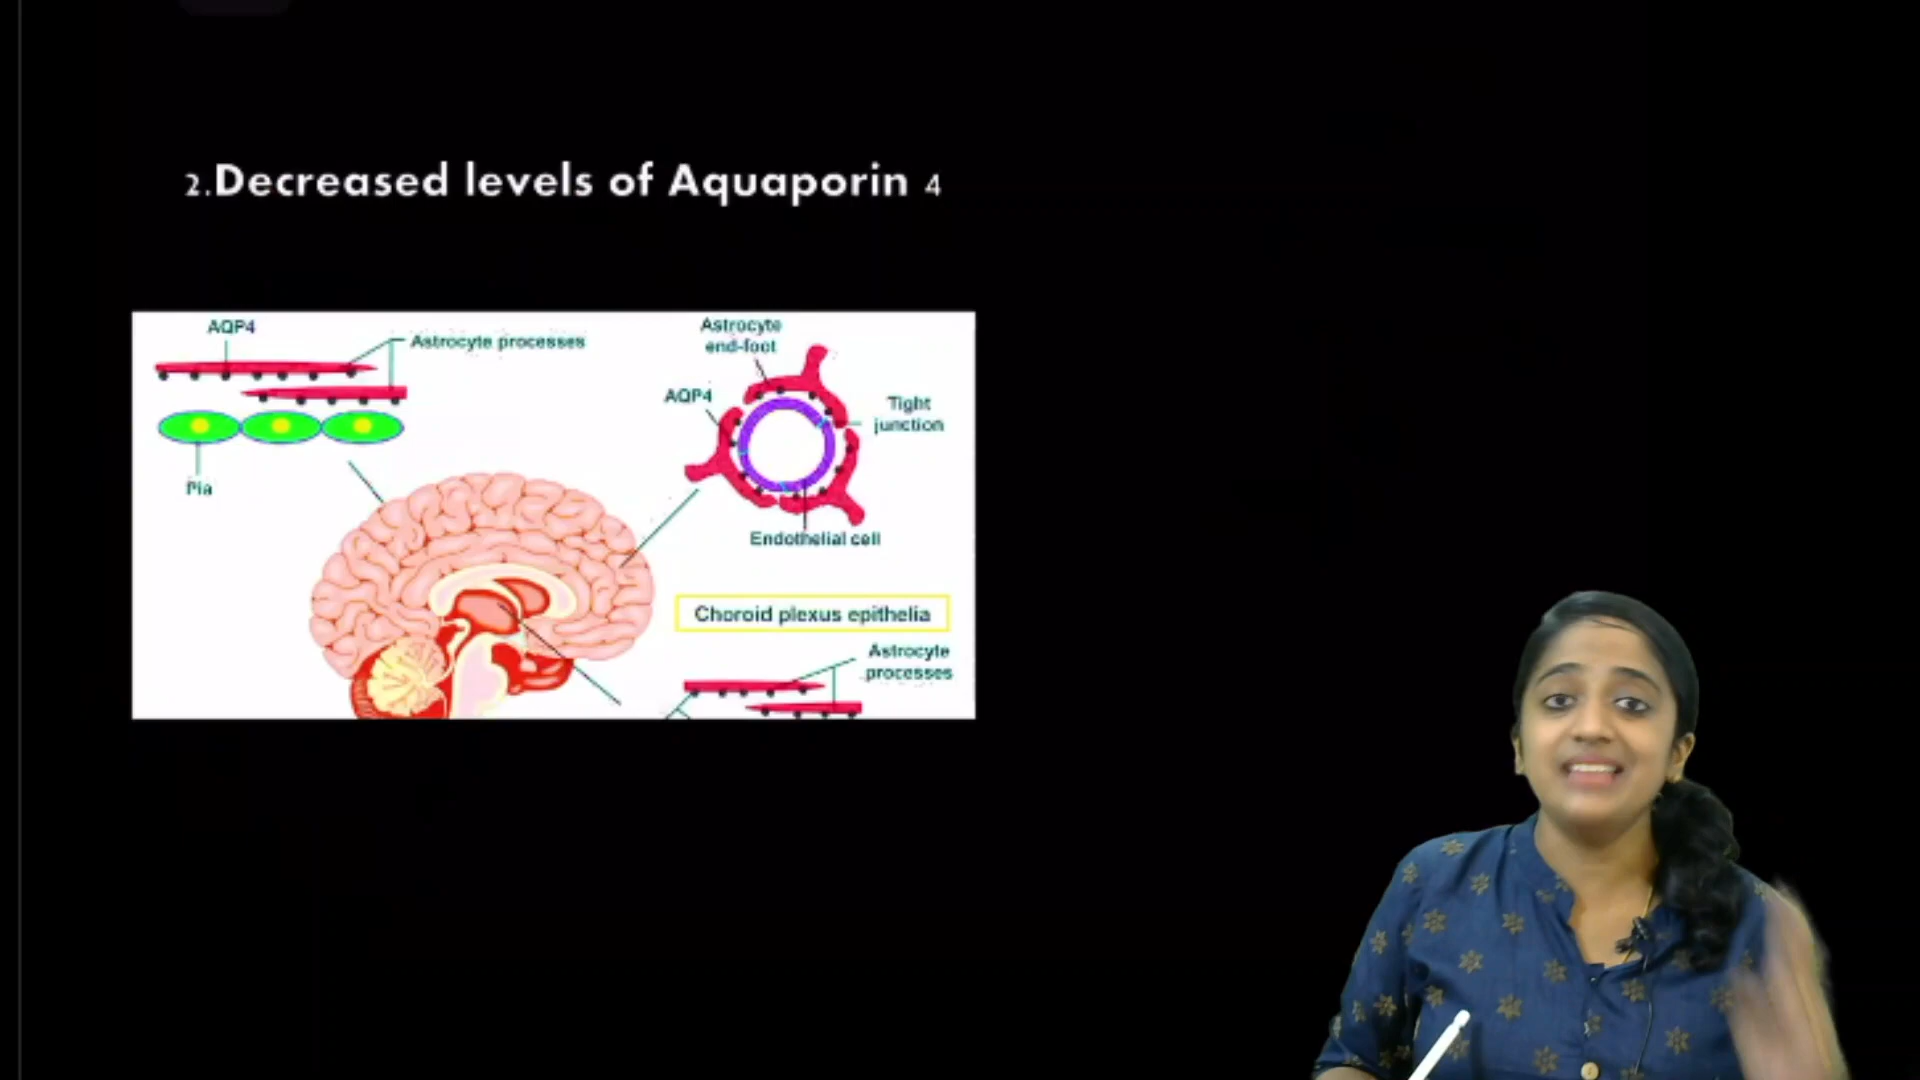 2.Decreased levels of Aquaporin 4
AQP4
Astrocyte processes
Pia
Astrocyte
end-foot
AQP4
Tight
junction
Endothelial cell
Choroid plexus epithelia
Astrocyte
processes